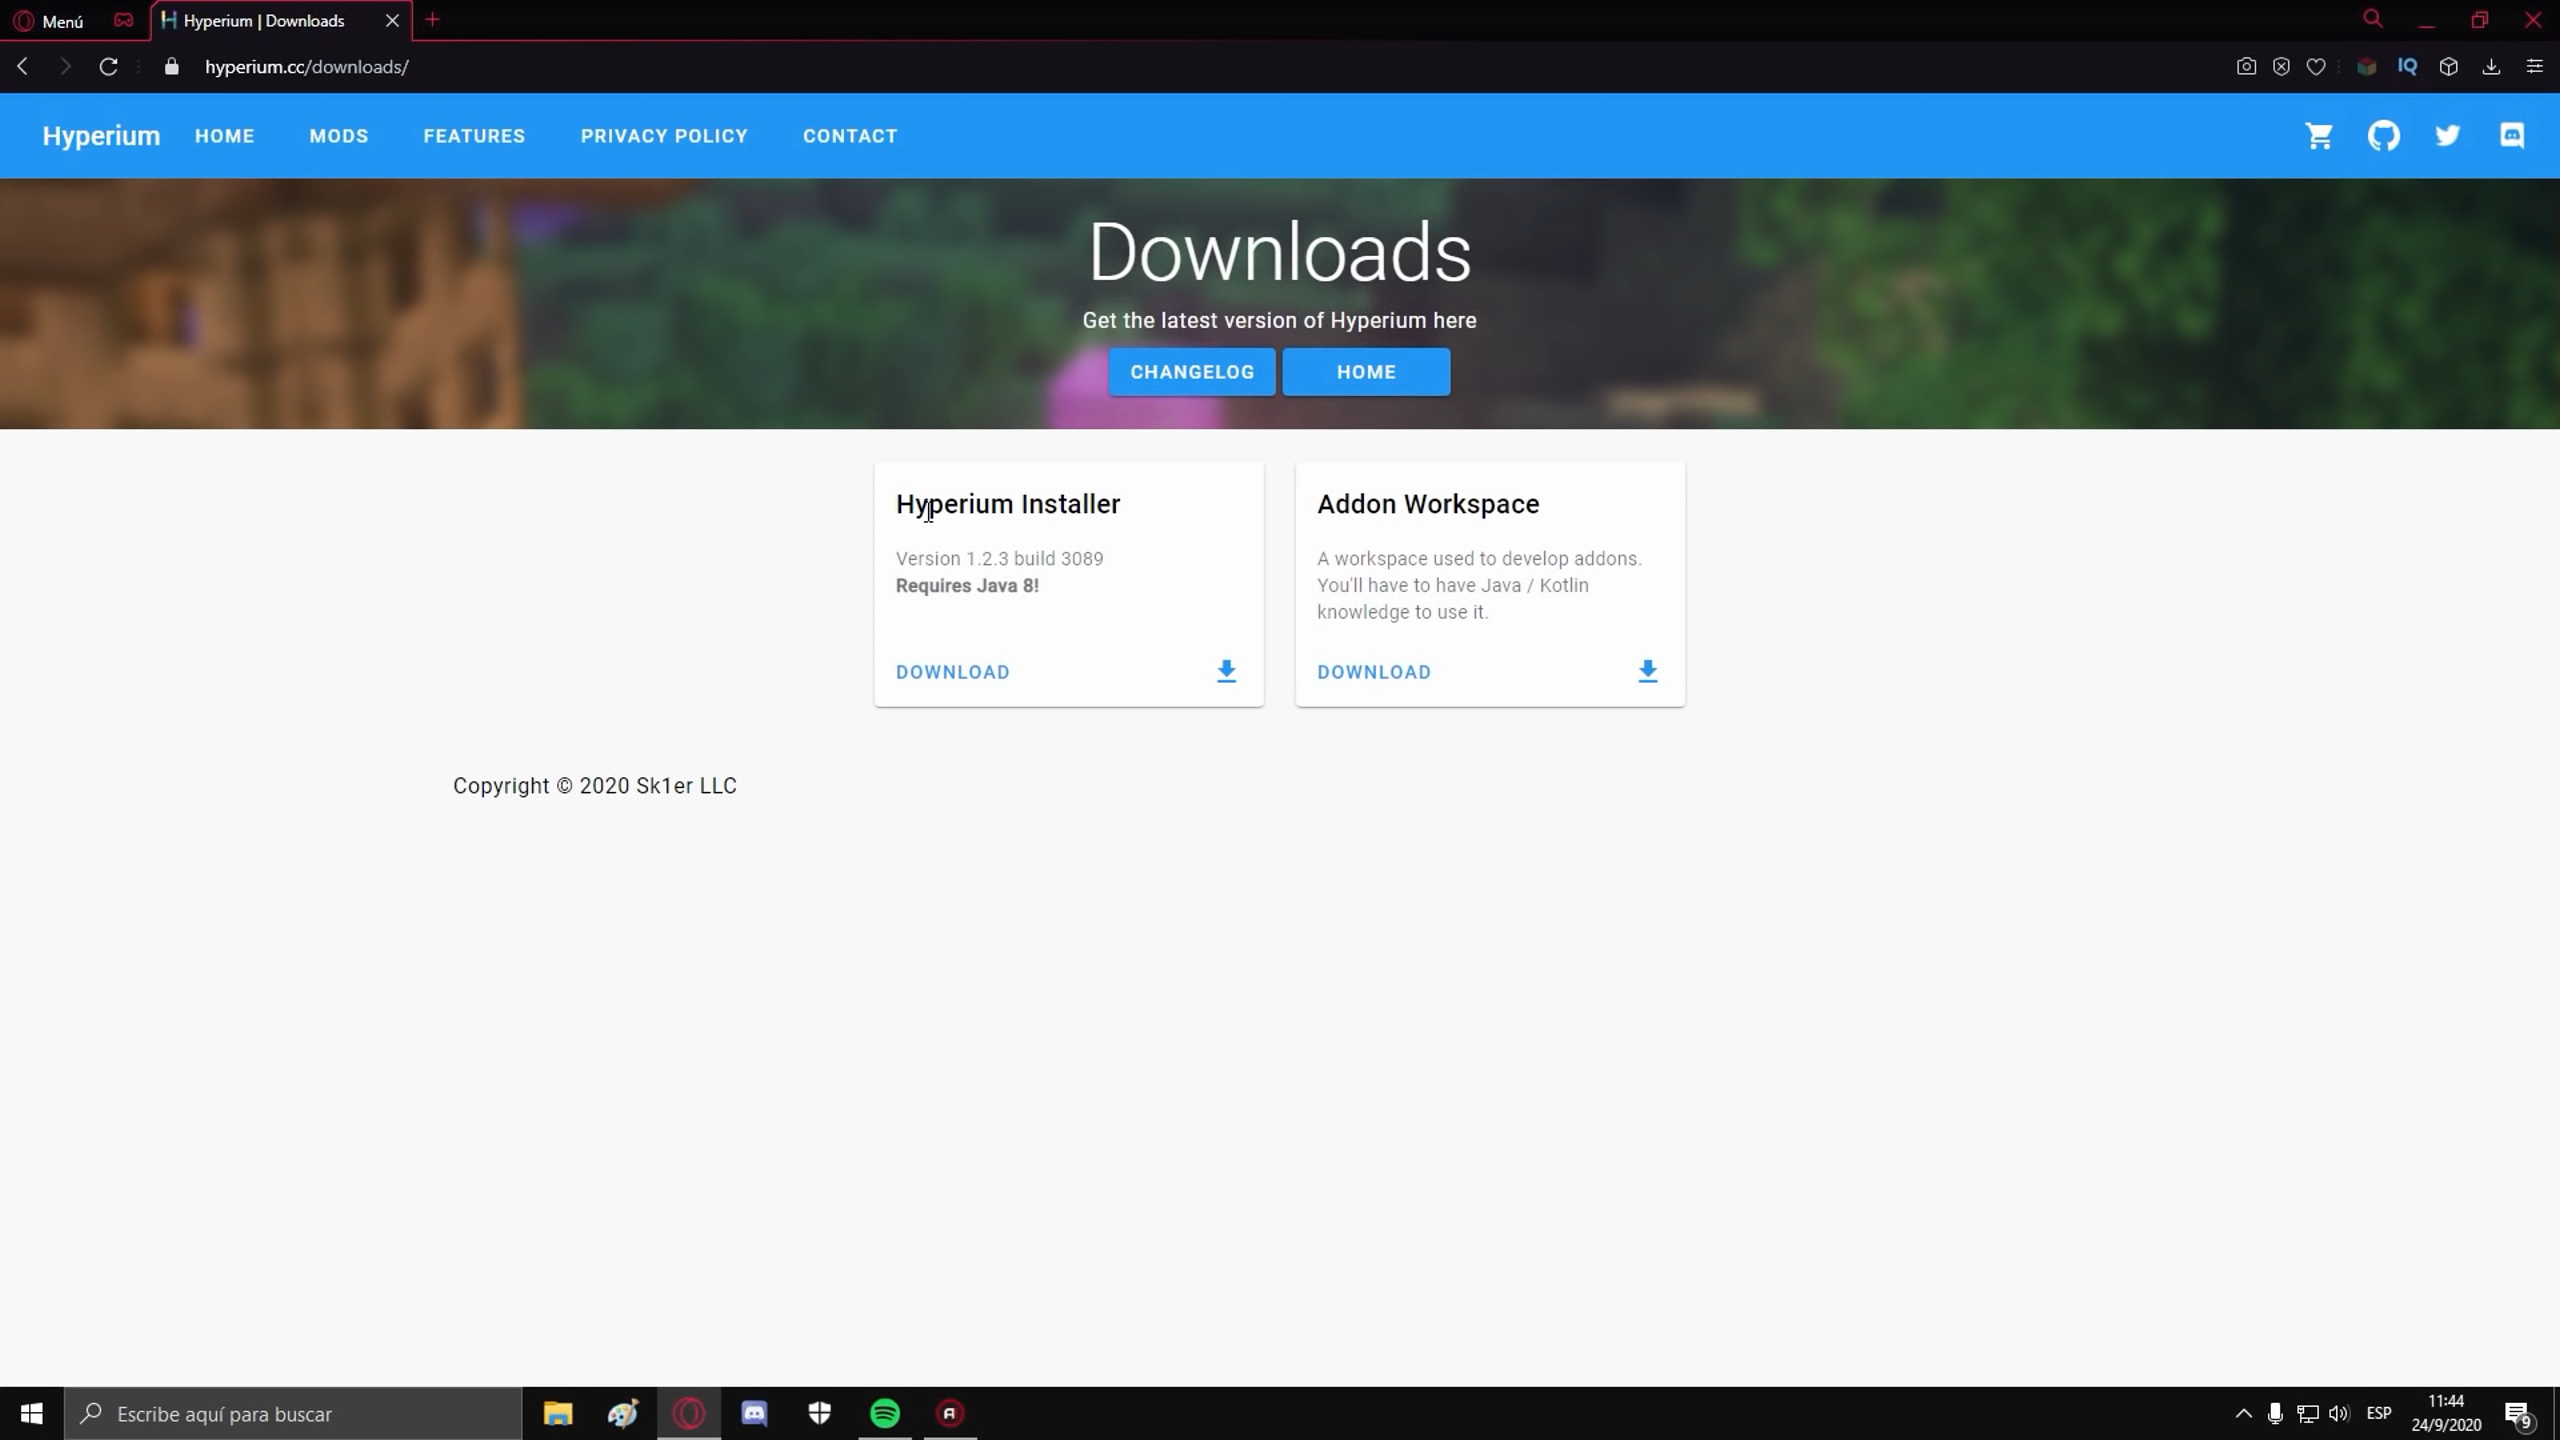 Menú
Hyperium | Downloads
hyperium.cc/downloads/
IQ
Hyperium HOME MODS FEATURES PRIVACY POLICY CONTACT
Downloads
Get the latest version of Hyperium here
CHANGELOG HOME
Hyperium Installer
Version 1.2.3 build 3089
Requires Java 8!
DOWNLOAD
Addon Workspace
A workspace used to develop addons.
You'll have to have Java / Kotlin
knowledge to use it.
DOWNLOAD
Copyright © 2020 Sk1er LLC
Escribe aquí para buscar
ESP
11:44
24/9/2020
9